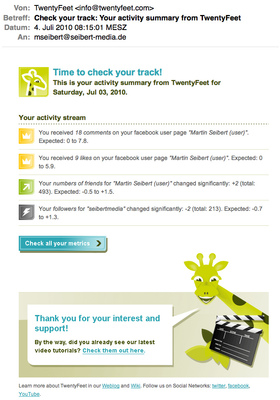 Von: TwentyFeet <info@twentyfeet.com>
Betreff: Check your track: Your activity summary from TwentyFeet
Datum: 4. Juli 2010 08:15:01 MESZ
An: mseibert@seibert-media.de
Time to check your track!
This is your activity summary from TwentyFeet for
Saturday, Jul 03, 2010.
Your activity stream
You received 18 comments on your facebook user page "Martin Seibert (user)".
Expected: 0 to 7.8.
You received 9 likes on your facebook user page "Martin Seibert (user)". Expected: 0
to 5.9.
Your numbers of friends for "Martin Seibert (user)" changed significantly: +2 (total:
493). Expected: -0.5 to +1.5.
Your followers for "seibertmedia" changed significantly: -2 (total: 213). Expected: -0.7
to +1.3.
Check all your metrics
Thank you for your interest and
support!
By the way, did you already see our latest
video tutorials? Check them out here.
Learn more about TwentyFeet in our Weblog and Wiki. Follow us on Social Networks: twitter, facebook,
YouTube.